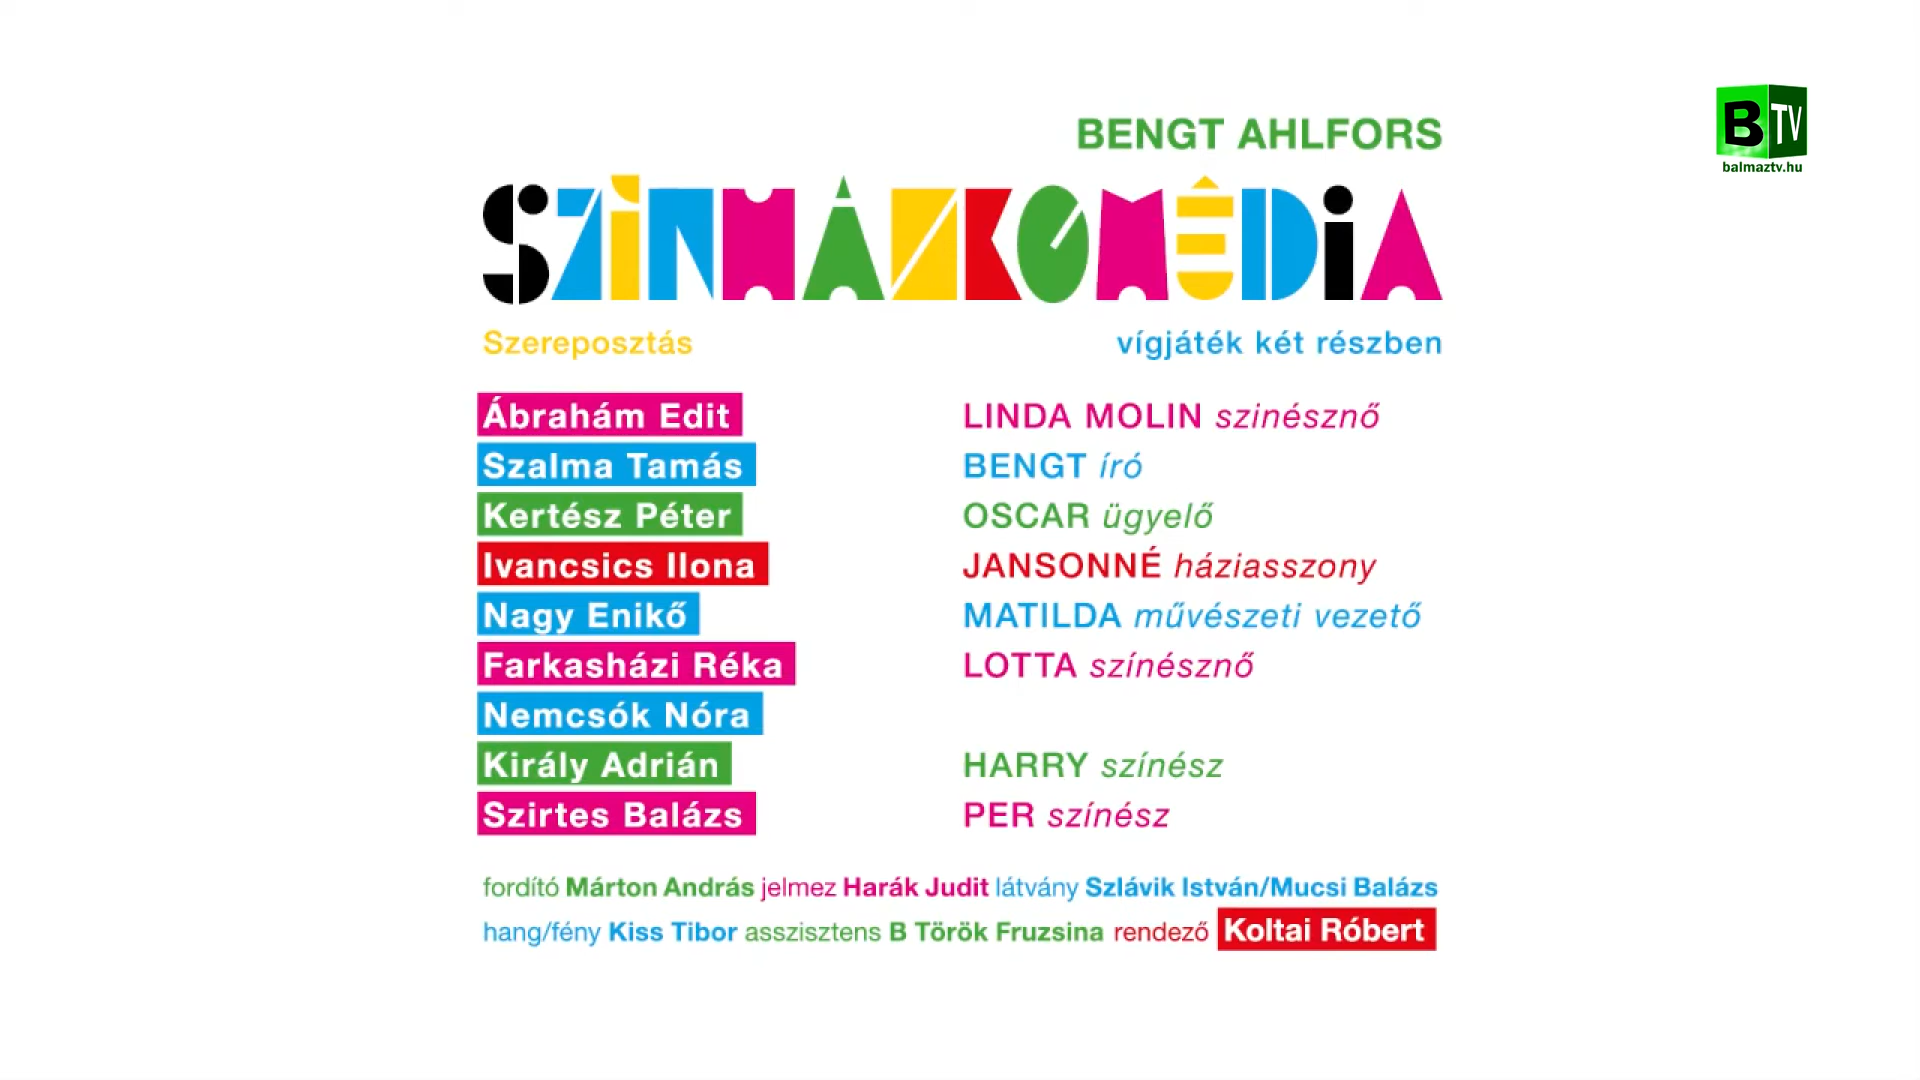 BENGT AHLFORS
B TV
balmaztv.hu
SZÍNHÁZKOMÉDIA
Szereposztás vígjáték két részben
Ábrahám Edit LINDA MOLIN szinésznő
Szalma Tamás BENGT író
Kertész Péter OSCAR ügyelő
Ivancsics Ilona JANSONNÉ háziasszony
Nagy Enikő MATILDA művészeti vezető
Farkasházi Réka LOTTA színésznő
Nemcsók Nóra
Király Adrián HARRY színész
Szirtes Balázs PER színész
fordító Márton András jelmez Harák Judit látvány Szlávik István/Mucsi Balázs
hang/fény Kiss Tibor asszisztens B Török Fruzsina rendező Koltai Róbert